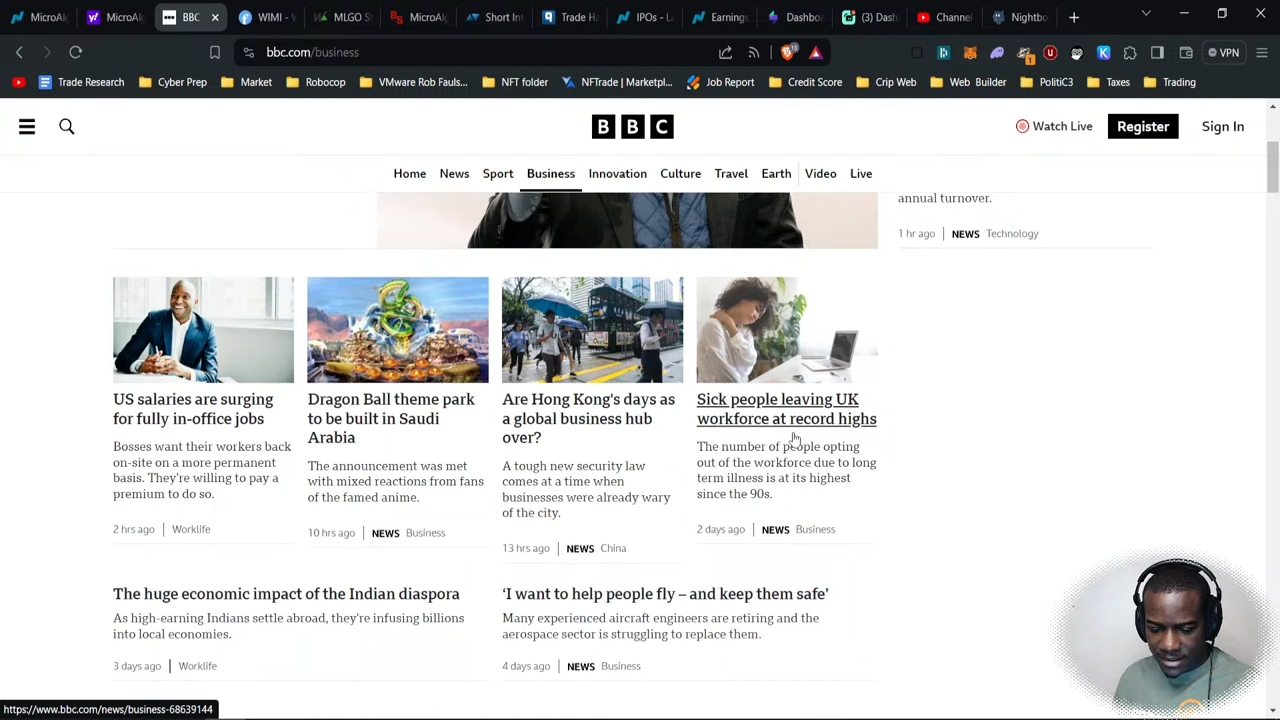 MicroAl
MicroAlg
BBC
WIMI - V
MLGO S
MicroAlg
Short In
Trade Ha
IPOs - La
Earnings
Dashboa
(3) Dash
Channel
Nightbo
bbc.com/business
13
1
VPN
Trade Research
Cyber Prep
Market
Robotrop
VMware Rob Fauls...
NFT folder
NFTrade | Marketpl...
Job Report
Credit Score
Crip Web
Web Builder
PolitiC3
Taxes
Trading
BBC
Watch Live
Register
Sign In
Home
News
Sport
Business
Innovation
Culture
Travel
Earth
Video
Live
annual turnover.
1 hr ago | NEWS Technology
US salaries are surging
for fully in-office jobs
Bosses want their workers back
on-site on a more permanent
basis. They're willing to pay a
premium to do so.
2 hrs ago | Worklife
Dragon Ball theme park
to be built in Saudi
Arabia
The announcement was met
with mixed reactions from fans
of the famed anime.
10 hrs ago | NEWS Business
Are Hong Kong's days as
a global business hub
over?
A tough new security law
comes at a time when
businesses were already wary
of the city.
13 hrs ago | NEWS China
Sick people leaving UK
workforce at record highs
The number of people opting
out of the workforce due to long
term illness is at its highest
since the 90s.
2 days ago | NEWS Business
The huge economic impact of the Indian diaspora
As high-earning Indians settle abroad, they're infusing billions
into local economies.
3 days ago | Worklife
'I want to help people fly – and keep them safe'
Many experienced aircraft engineers are retiring and the
aerospace sector is struggling to replace them.
4 days ago | NEWS Business
https://www.bbc.com/news/business-68639144